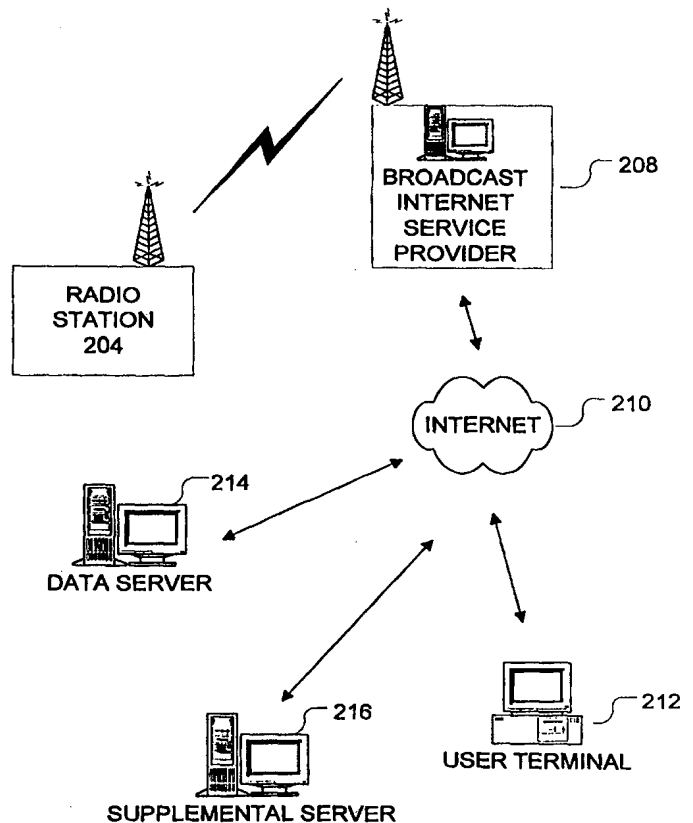 208
BROADCAST
INTERNET
SERVICE
PROVIDER
RADIO
STATION
204
INTERNET
210
214
DATA SERVER
216
SUPPLEMENTAL SERVER
212
USER TERMINAL